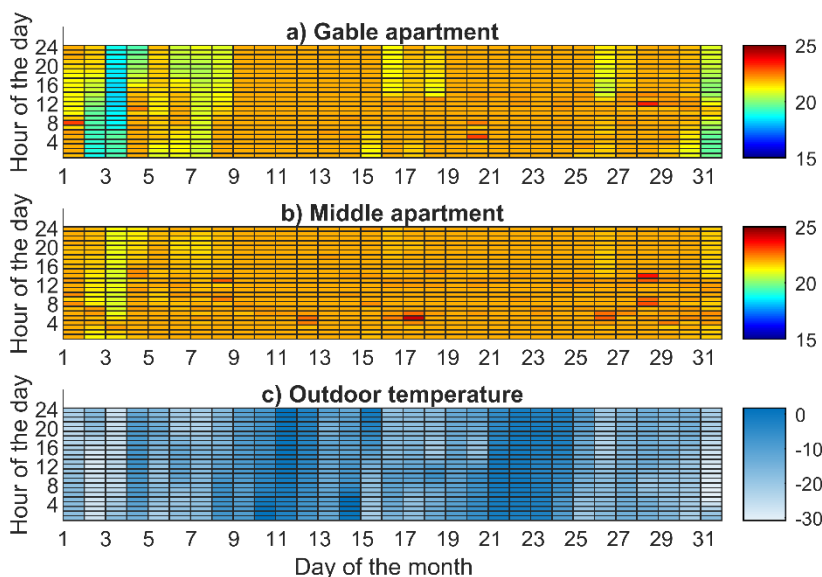 a) Gable apartment
Hour of the day
24
20
16
12
8
4
1 3 5 7 9 11 13 15 17 19 21 23 25 27 29 31
25
20
15
b) Middle apartment
Hour of the day
24
20
16
12
8
4
1 3 5 7 9 11 13 15 17 19 21 23 25 27 29 31
25
20
15
c) Outdoor temperature
Hour of the day
24
20
16
12
8
4
1 3 5 7 9 11 13 15 17 19 21 23 25 27 29 31
0
-10
-20
-30
Day of the month